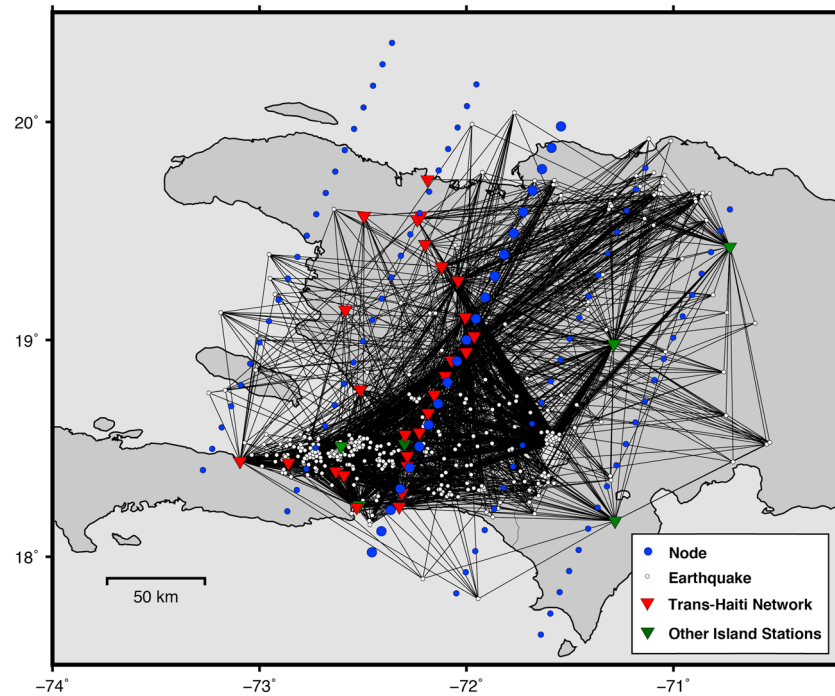 20˚
19˚
18˚
50 km
Node
Earthquake
Trans-Haiti Network
Other Island Stations
−74˚ −73˚ −72˚ −71˚